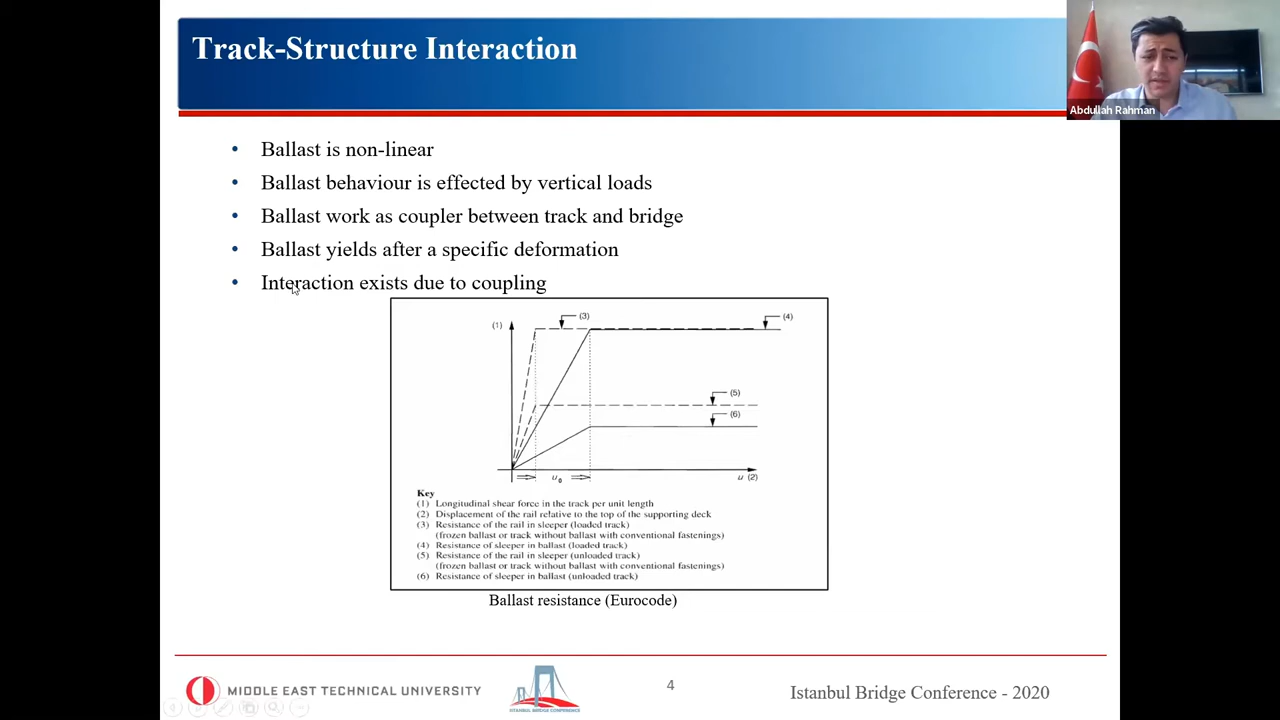 Track-Structure Interaction
Abdullah Rahman
• Ballast is non-linear
• Ballast behaviour is effected by vertical loads
• Ballast work as coupler between track and bridge
• Ballast yields after a specific deformation
• Interaction exists due to coupling
(1)
(3)
(4)
(5)
(6)
u₀
u (2)
Key
(1) Longitudinal shear force in the track per unit length
(2) Displacement of the rail relative to the top of the supporting deck
(3) Resistance of the rail in sleeper (loaded track)
(frozen ballast or track without ballast with conventional fastenings)
(4) Resistance of sleeper in ballast (loaded track)
(5) Resistance of the rail in sleeper (unloaded track)
(frozen ballast or track without ballast with conventional fastenings)
(6) Resistance of sleeper in ballast (unloaded track)
Ballast resistance (Eurocode)
MIDDLE EAST TECHNICAL UNIVERSITY
ISTANBUL BRIDGE CONFERENCE
4
Istanbul Bridge Conference - 2020